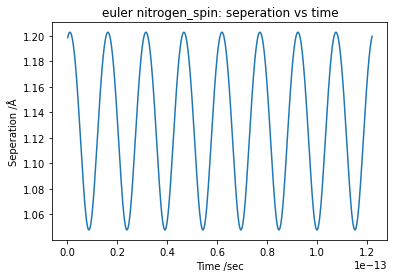 euler nitrogen_spin: seperation vs time
1.20
1.18
1.16
1.14
1.12
1.10
1.08
1.06
Seperation /Å
0.0 0.2 0.4 0.6 0.8 1.0 1.2
1e−13
Time /sec